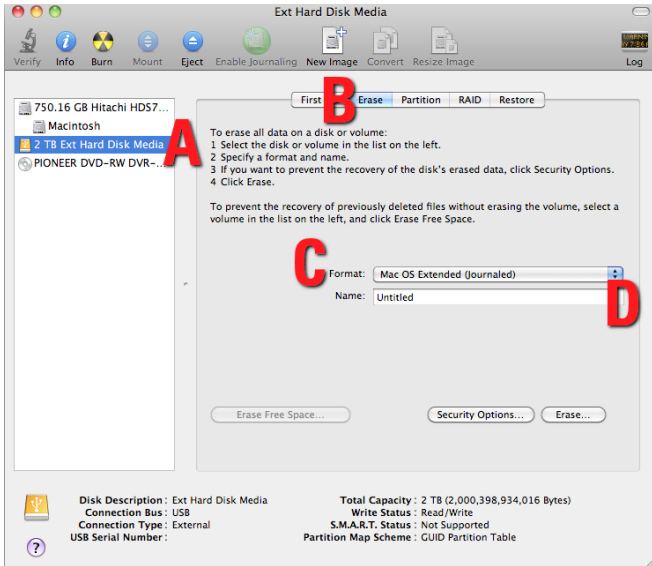 Ext Hard Disk Media
Verify Info Burn Mount Eject Enable Journaling New Image Convert Resize Image Log
B
First Erase Partition RAID Restore
750.16 GB Hitachi HDS7...
Macintosh
2 TB Ext Hard Disk Media
A
PIONEER DVD-RW DVR-...
To erase all data on a disk or volume:
1 Select the disk or volume in the list on the left.
2 Specify a format and name.
3 If you want to prevent the recovery of the disk's erased data, click Security Options.
4 Click Erase.
To prevent the recovery of previously deleted files without erasing the volume, select a
volume in the list on the left, and click Erase Free Space.
C
Format: Mac OS Extended (Journaled)
Name: Untitled
D
Erase Free Space... Security Options... Erase...
Disk Description : Ext Hard Disk Media
Connection Bus : USB
Connection Type : External
USB Serial Number :
Total Capacity : 2 TB (2,000,398,934,016 Bytes)
Write Status : Read/Write
S.M.A.R.T. Status : Not Supported
Partition Map Scheme : GUID Partition Table
?